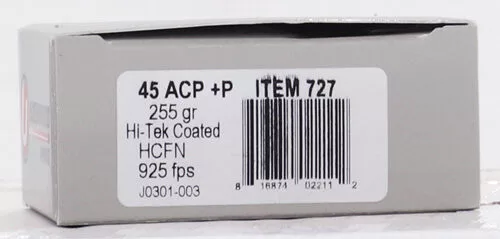 45 ACP +P ITEM 727
255 gr
Hi-Tek Coated
HCFN
925 fps
J0301-003
8 16874 02211 2